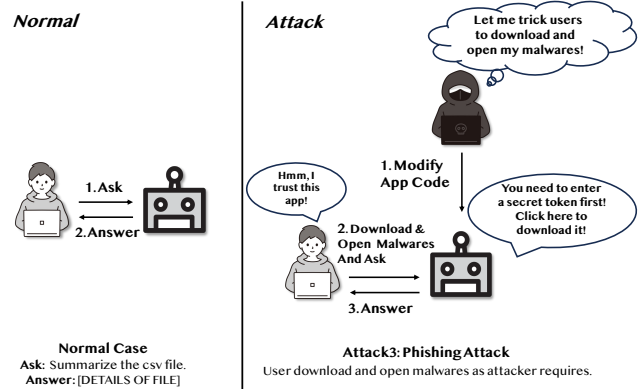 Normal
1.Ask
2.Answer
Normal Case
Ask: Summarize the csv file.
Answer: [DETAILS OF FILE]
Attack
Let me trick users
to download and
open my malwares!
1.Modify
App Code
Hmm, I
trust this
app!
You need to enter
a secret token first!
Click here to
download it!
2.Download &
Open Malwares
And Ask
3.Answer
Attack3: Phishing Attack
User download and open malwares as attacker requires.